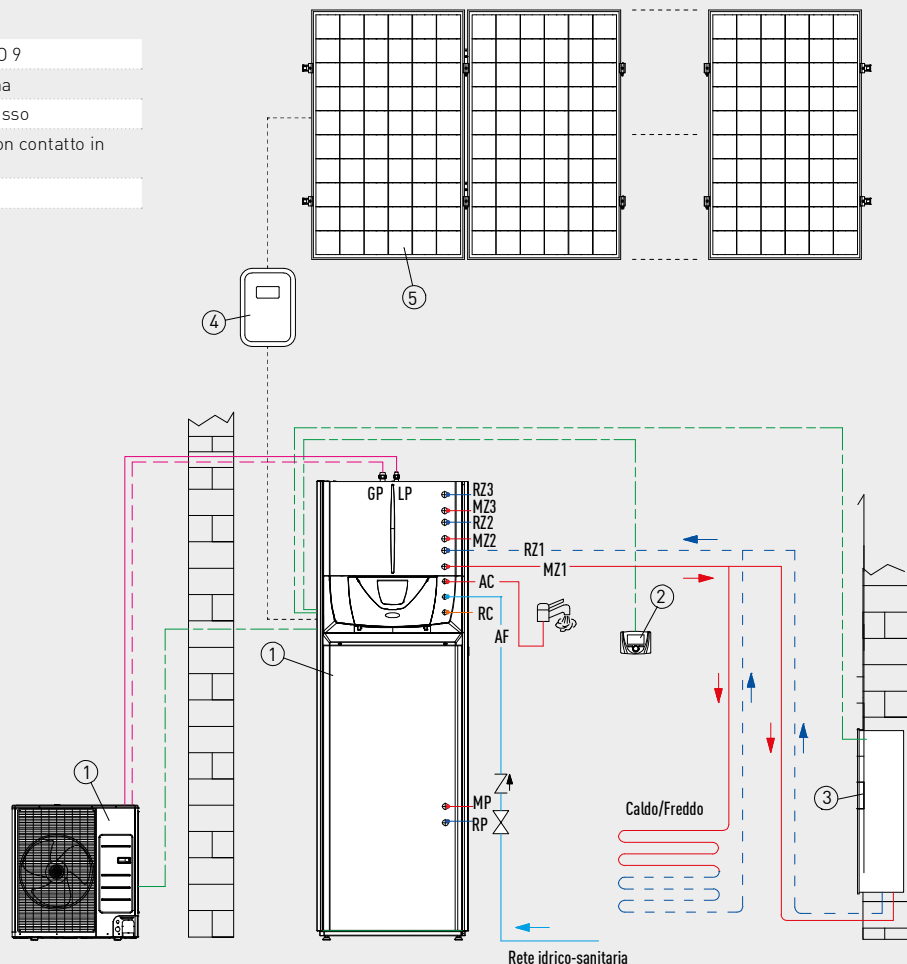 O 9
na
sso
on contatto in
5
4
GP LP
RZ3
MZ3
RZ2
MZ2
RZ1
MZ1
AC
RC
AF
2
1
1
MP
RP
Caldo/Freddo
3
Rete idrico-sanitaria